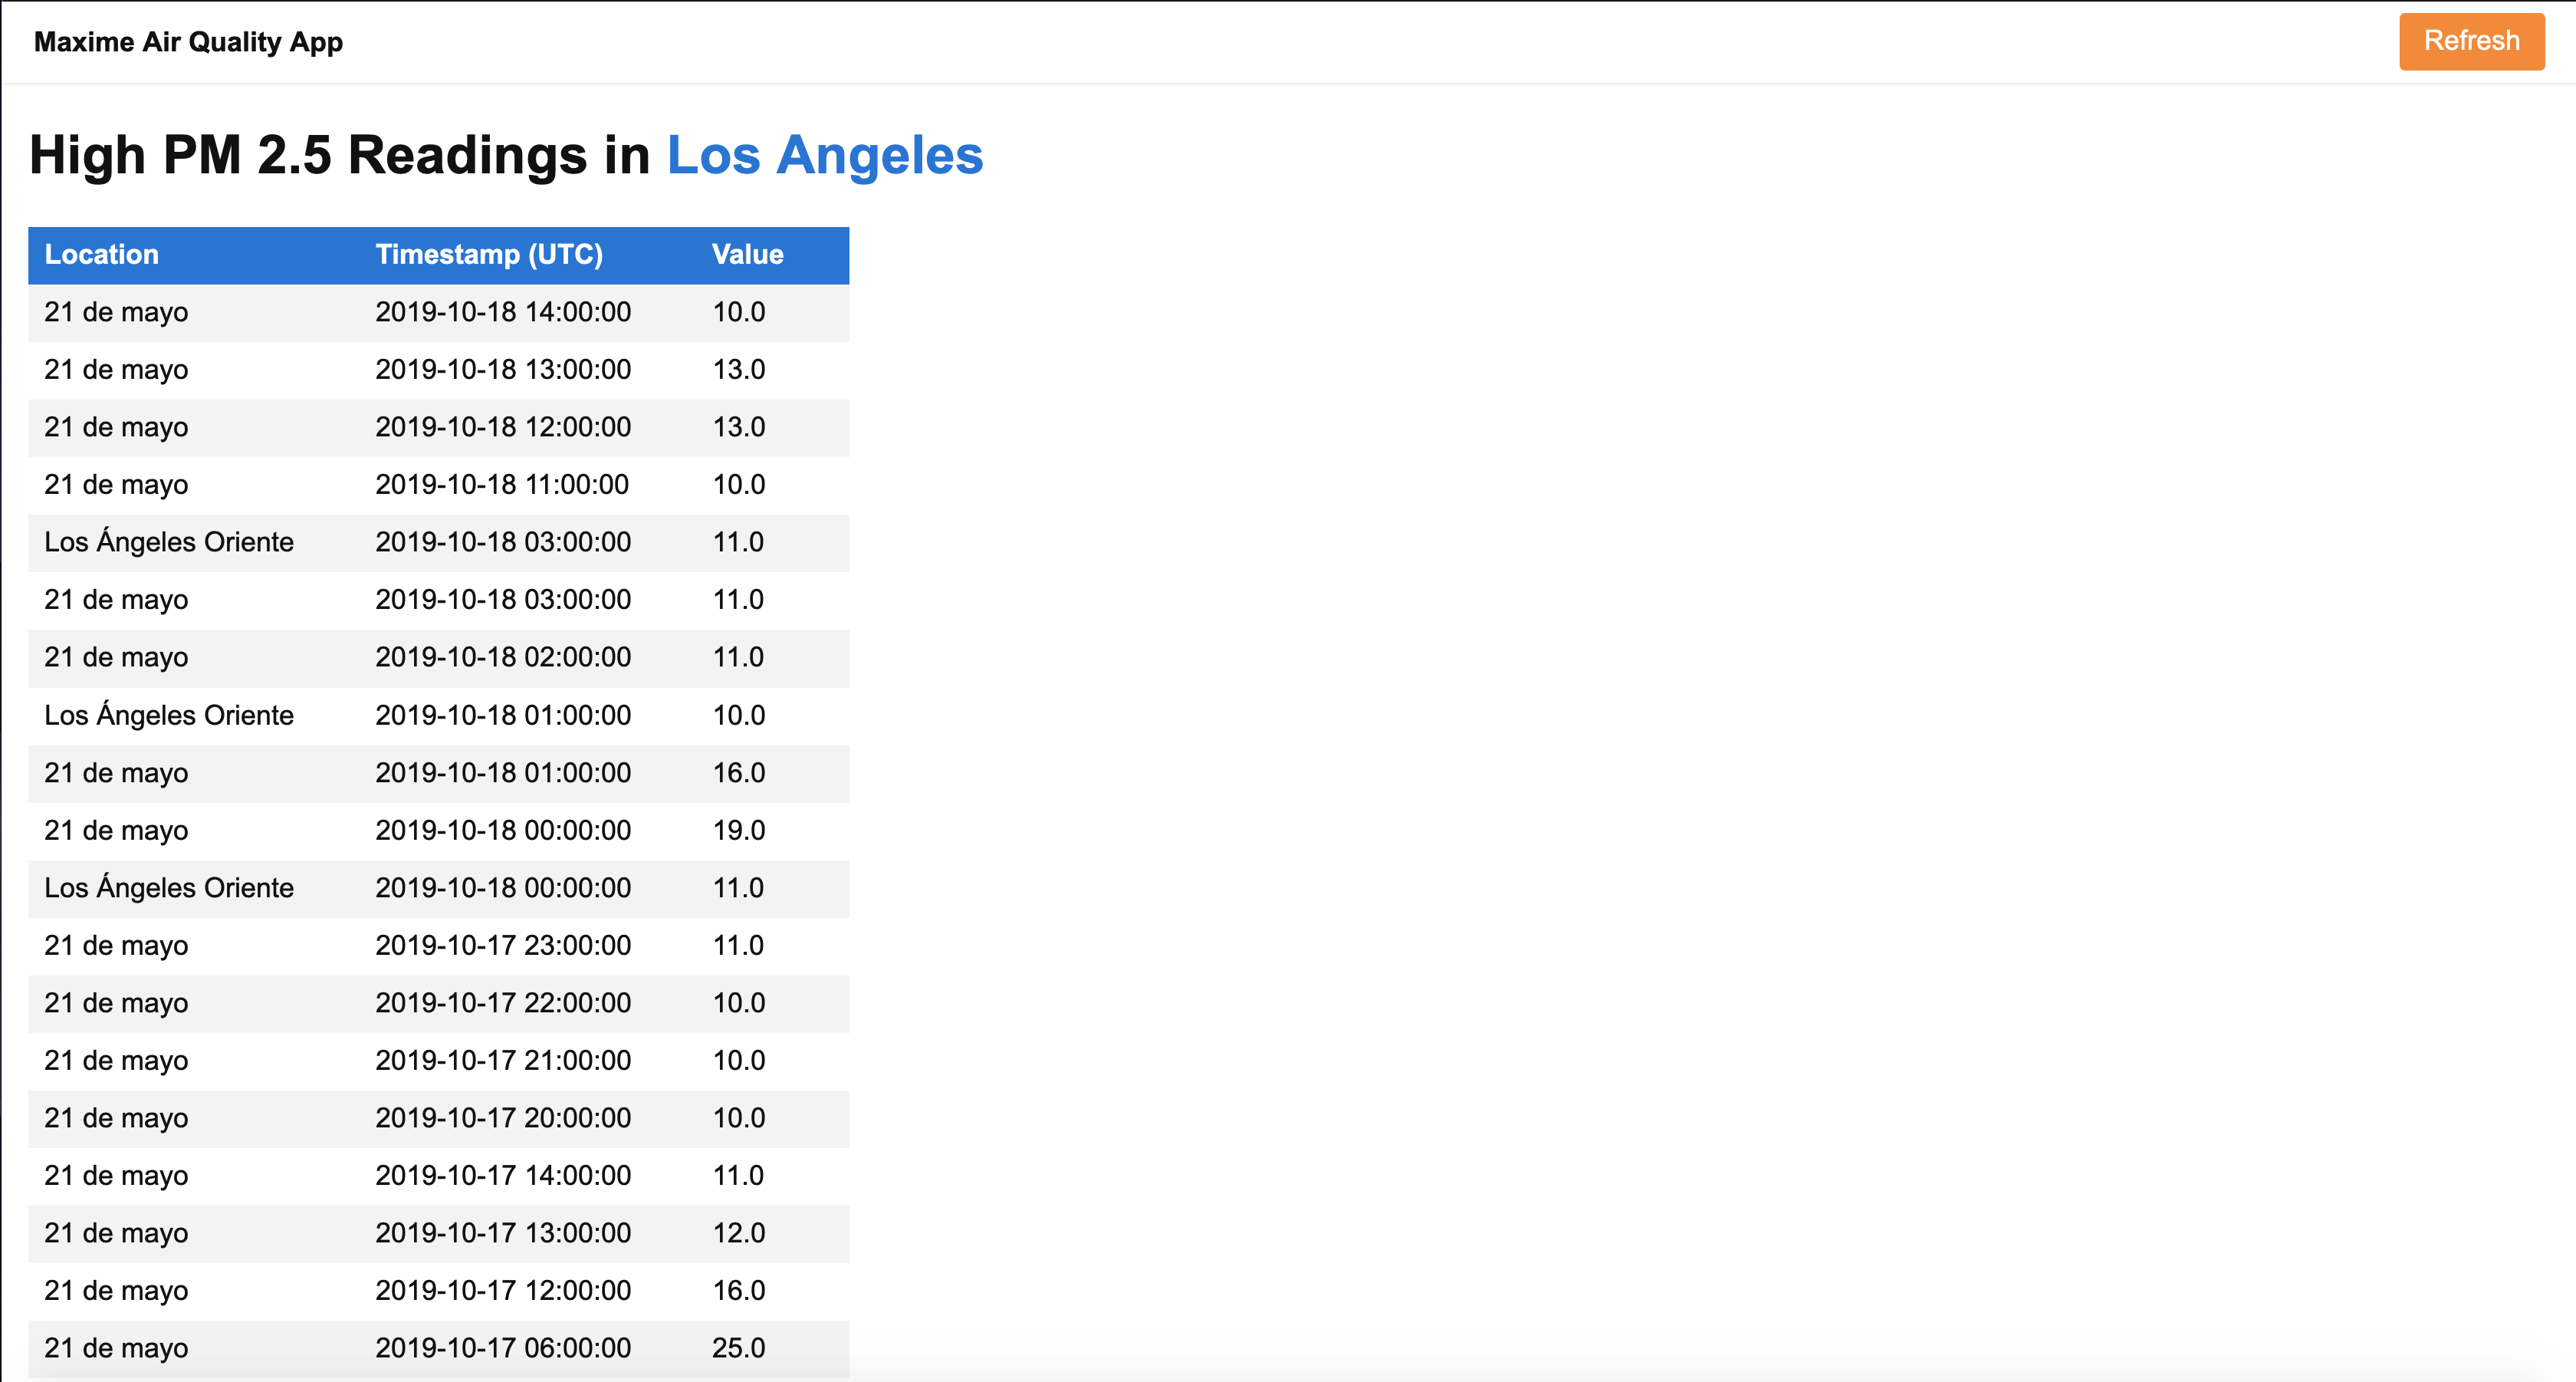 Maxime Air Quality App
Refresh
High PM 2.5 Readings in Los Angeles
Location Timestamp (UTC) Value
21 de mayo 2019-10-18 14:00:00 10.0
21 de mayo 2019-10-18 13:00:00 13.0
21 de mayo 2019-10-18 12:00:00 13.0
21 de mayo 2019-10-18 11:00:00 10.0
Los Ángeles Oriente 2019-10-18 03:00:00 11.0
21 de mayo 2019-10-18 03:00:00 11.0
21 de mayo 2019-10-18 02:00:00 11.0
Los Ángeles Oriente 2019-10-18 01:00:00 10.0
21 de mayo 2019-10-18 01:00:00 16.0
21 de mayo 2019-10-18 00:00:00 19.0
Los Ángeles Oriente 2019-10-18 00:00:00 11.0
21 de mayo 2019-10-17 23:00:00 11.0
21 de mayo 2019-10-17 22:00:00 10.0
21 de mayo 2019-10-17 21:00:00 10.0
21 de mayo 2019-10-17 20:00:00 10.0
21 de mayo 2019-10-17 14:00:00 11.0
21 de mayo 2019-10-17 13:00:00 12.0
21 de mayo 2019-10-17 12:00:00 16.0
21 de mayo 2019-10-17 06:00:00 25.0